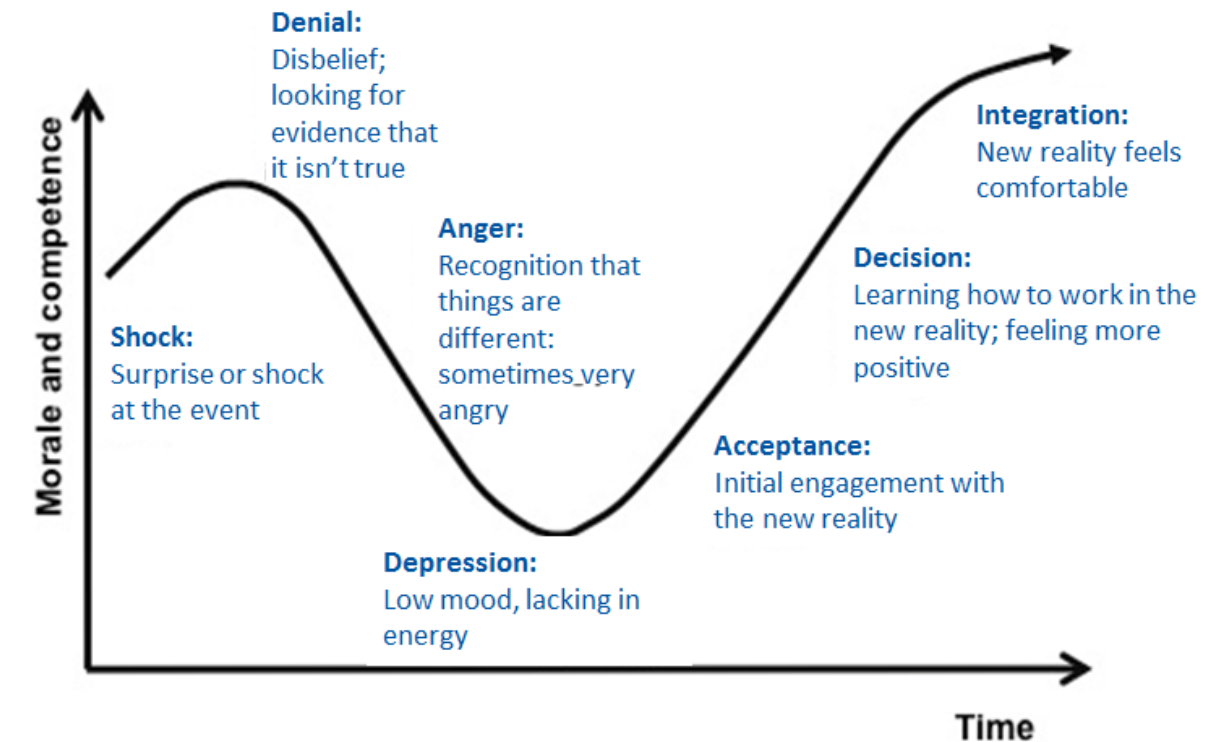 Denial:
Disbelief;
looking for
evidence that
it isn't true
Morale and competence
Shock:
Surprise or shock
at the event
Anger:
Recognition that
things are
different:
sometimes very
angry
Depression:
Low mood, lacking in
energy
Acceptance:
Initial engagement with
the new reality
Decision:
Learning how to work in the
new reality; feeling more
positive
Integration:
New reality feels
comfortable
Time